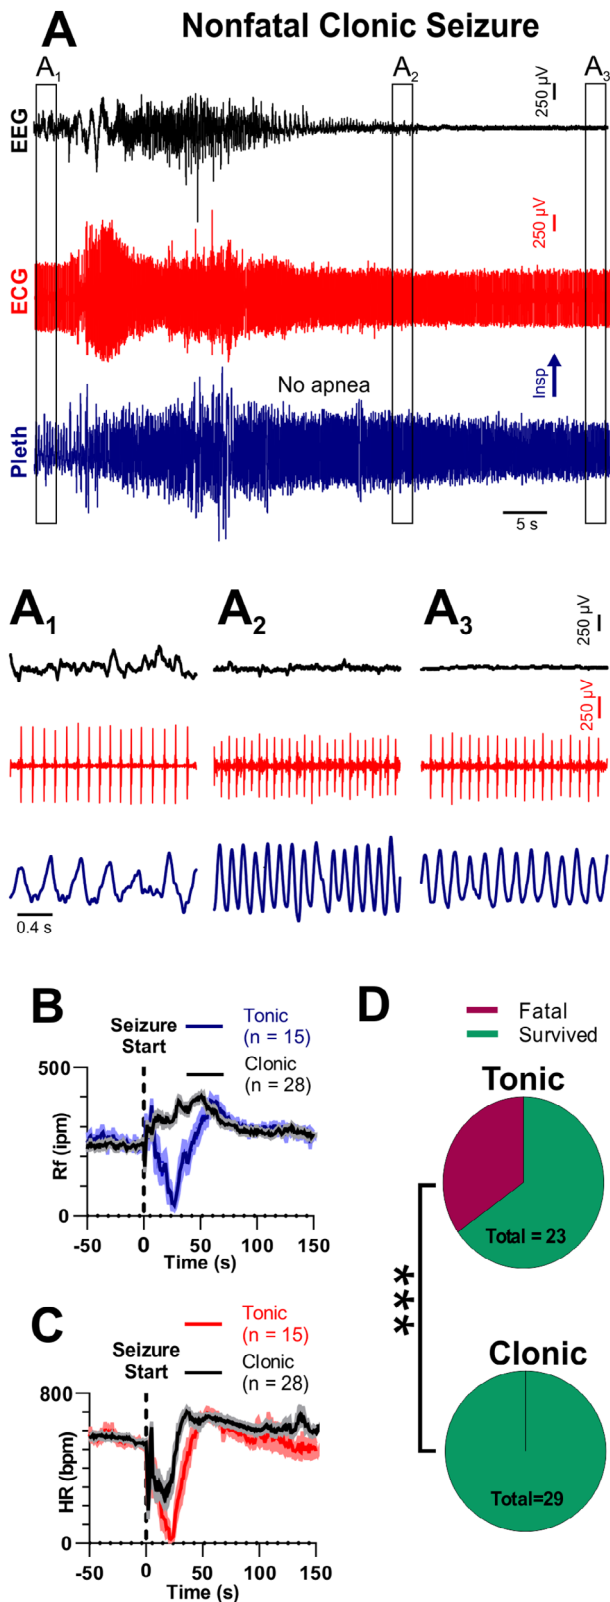 A Nonfatal Clonic Seizure
A1 A2 A3
EEG
250 µV
ECG
250 µV
Pleth
No apnea
Insp
5 s
A1 A2 A3
250 µV
250 µV
0.4 s
B
Seizure
Start
Tonic
(n = 15)
Clonic
(n = 28)
500
0
Rf (ipm)
-50 0 50 100 150
Time (s)
C
Seizure
Start
Tonic
(n = 15)
Clonic
(n = 28)
800
0
HR (bpm)
-50 0 50 100 150
Time (s)
D
Fatal
Survived
Tonic
Total = 23
***
Clonic
Total=29